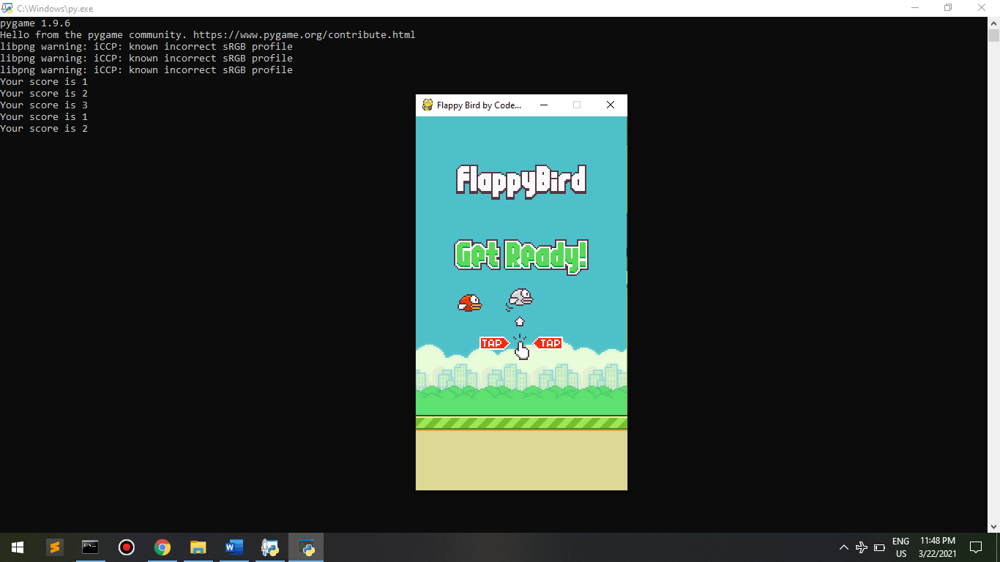 C:\Windows\py.exe
pygame 1.9.6
Hello from the pygame community. https://www.pygame.org/contribute.html
libpng warning: iCCP: known incorrect sRGB profile
libpng warning: iCCP: known incorrect sRGB profile
libpng warning: iCCP: known incorrect sRGB profile
Your score is 1
Your score is 2
Your score is 3
Your score is 1
Your score is 2
Flappy Bird by Code...
FlappyBird
Get Ready!
TAP TAP
ENG
US
11:48 PM
3/22/2021